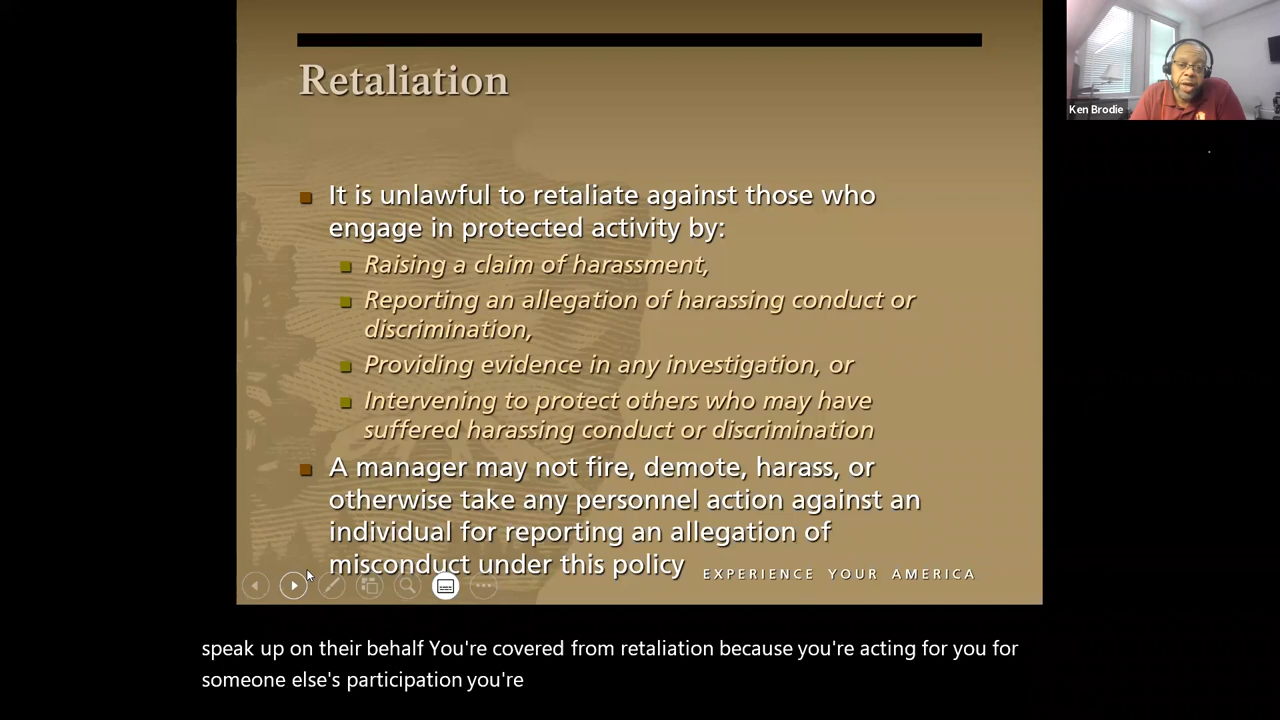 Retaliation
It is unlawful to retaliate against those who
engage in protected activity by:
Raising a claim of harassment,
Reporting an allegation of harassing conduct or
discrimination,
Providing evidence in any investigation, or
Intervening to protect others who may have
suffered harassing conduct or discrimination
A manager may not fire, demote, harass, or
otherwise take any personnel action against an
individual for reporting an allegation of
misconduct under this policy
EXPERIENCE YOUR AMERICA
Ken Brodie
speak up on their behalf You're covered from retaliation because you're acting for you for
someone else's participation you're